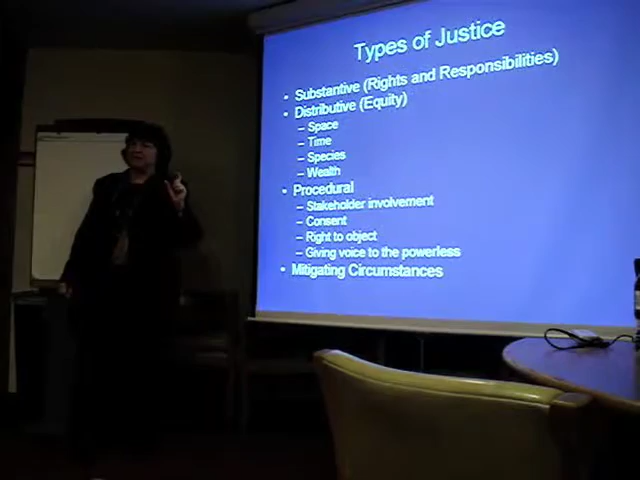 Types of Justice
• Substantive (Rights and Responsibilities)
• Distributive (Equity)
– Space
– Time
– Species
– Wealth
• Procedural
– Stakeholder involvement
– Consent
– Right to object
– Giving voice to the powerless
• Mitigating Circumstances